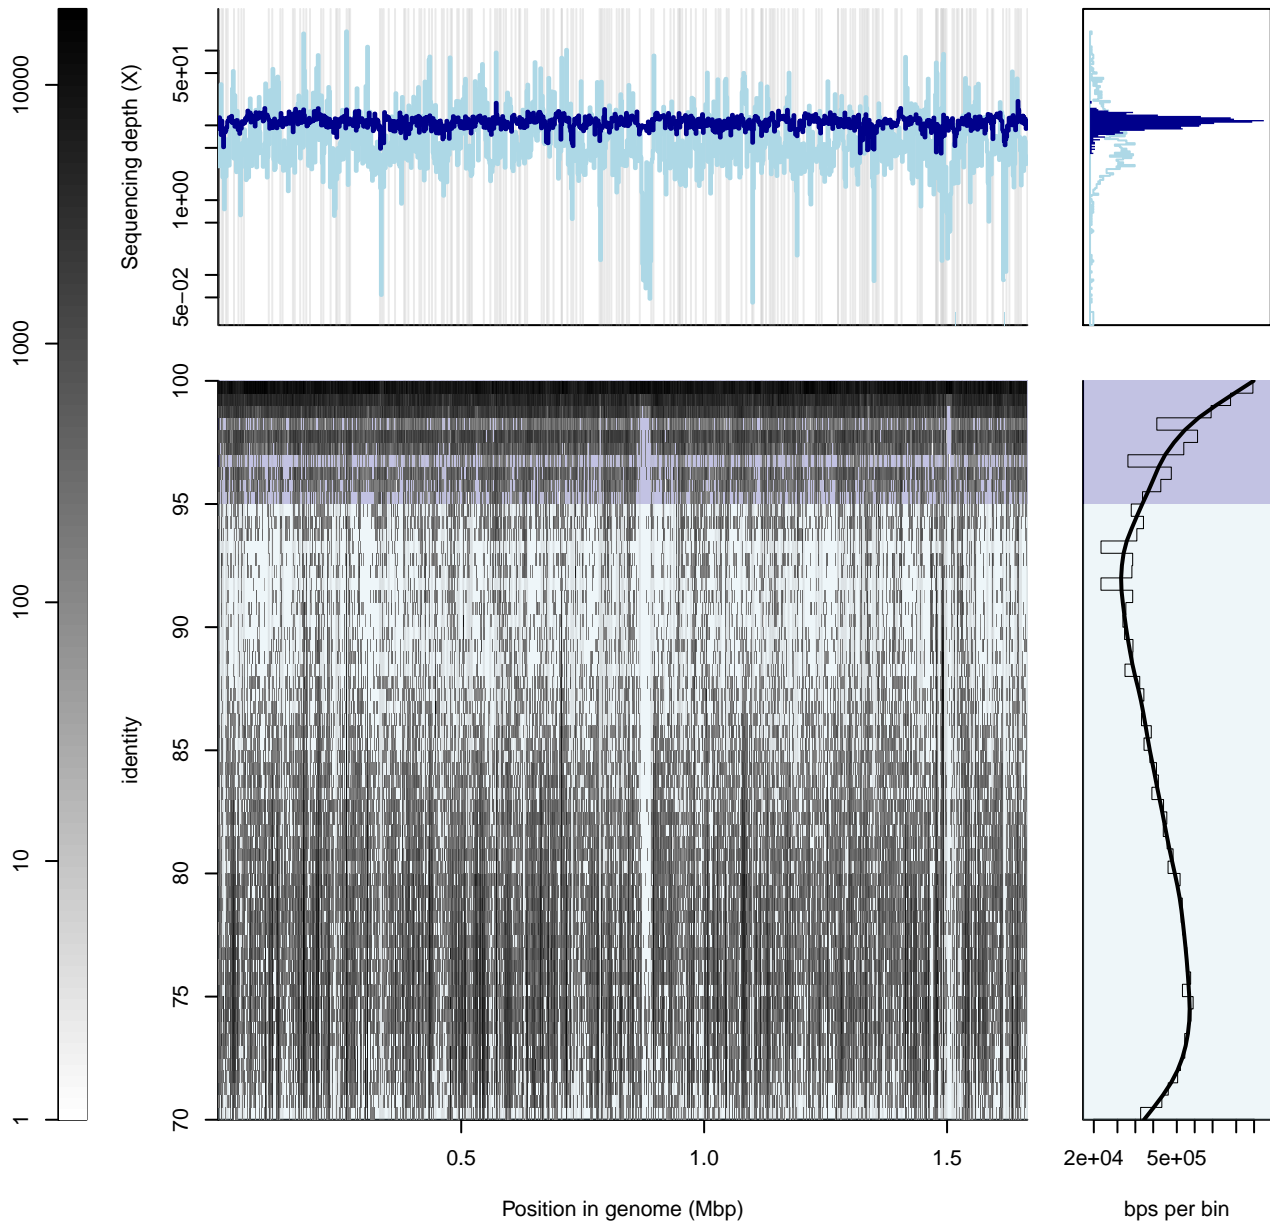 10000
1000
100
10
1
Sequencing depth (X)
5e+01
1e+00
5e-02
identity
100
95
90
85
80
75
70
0.5 1.0 1.5
Position in genome (Mbp)
2e+04 5e+05
bps per bin